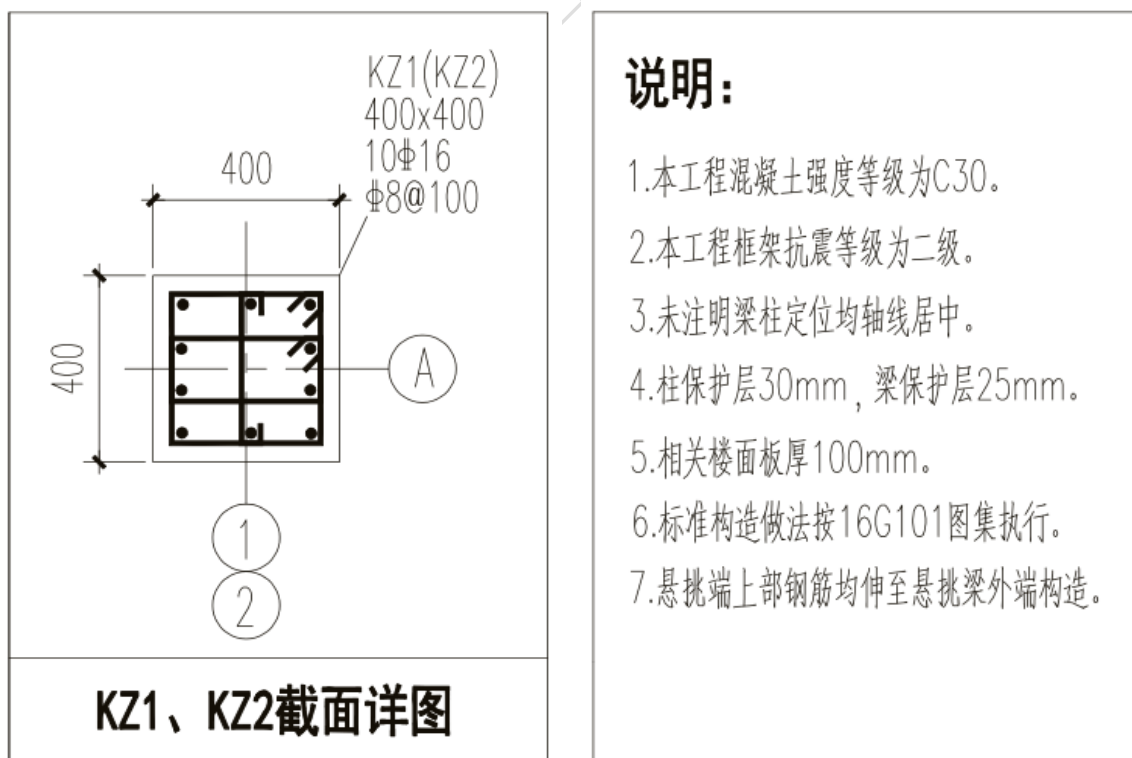 KZ1(KZ2)
400x400
10ϕ16
ϕ8@100
400
400
A
1
2
KZ1、KZ2截面详图
说明：
1.本工程混凝土强度等级为C30。
2.本工程框架抗震等级为二级。
3.未注明梁柱定位均轴线居中。
4.柱保护层30mm，梁保护层25mm。
5.相关楼面板厚100mm。
6.标准构造做法按16G101图集执行。
7.悬挑端上部钢筋均伸至悬挑梁外端构造。